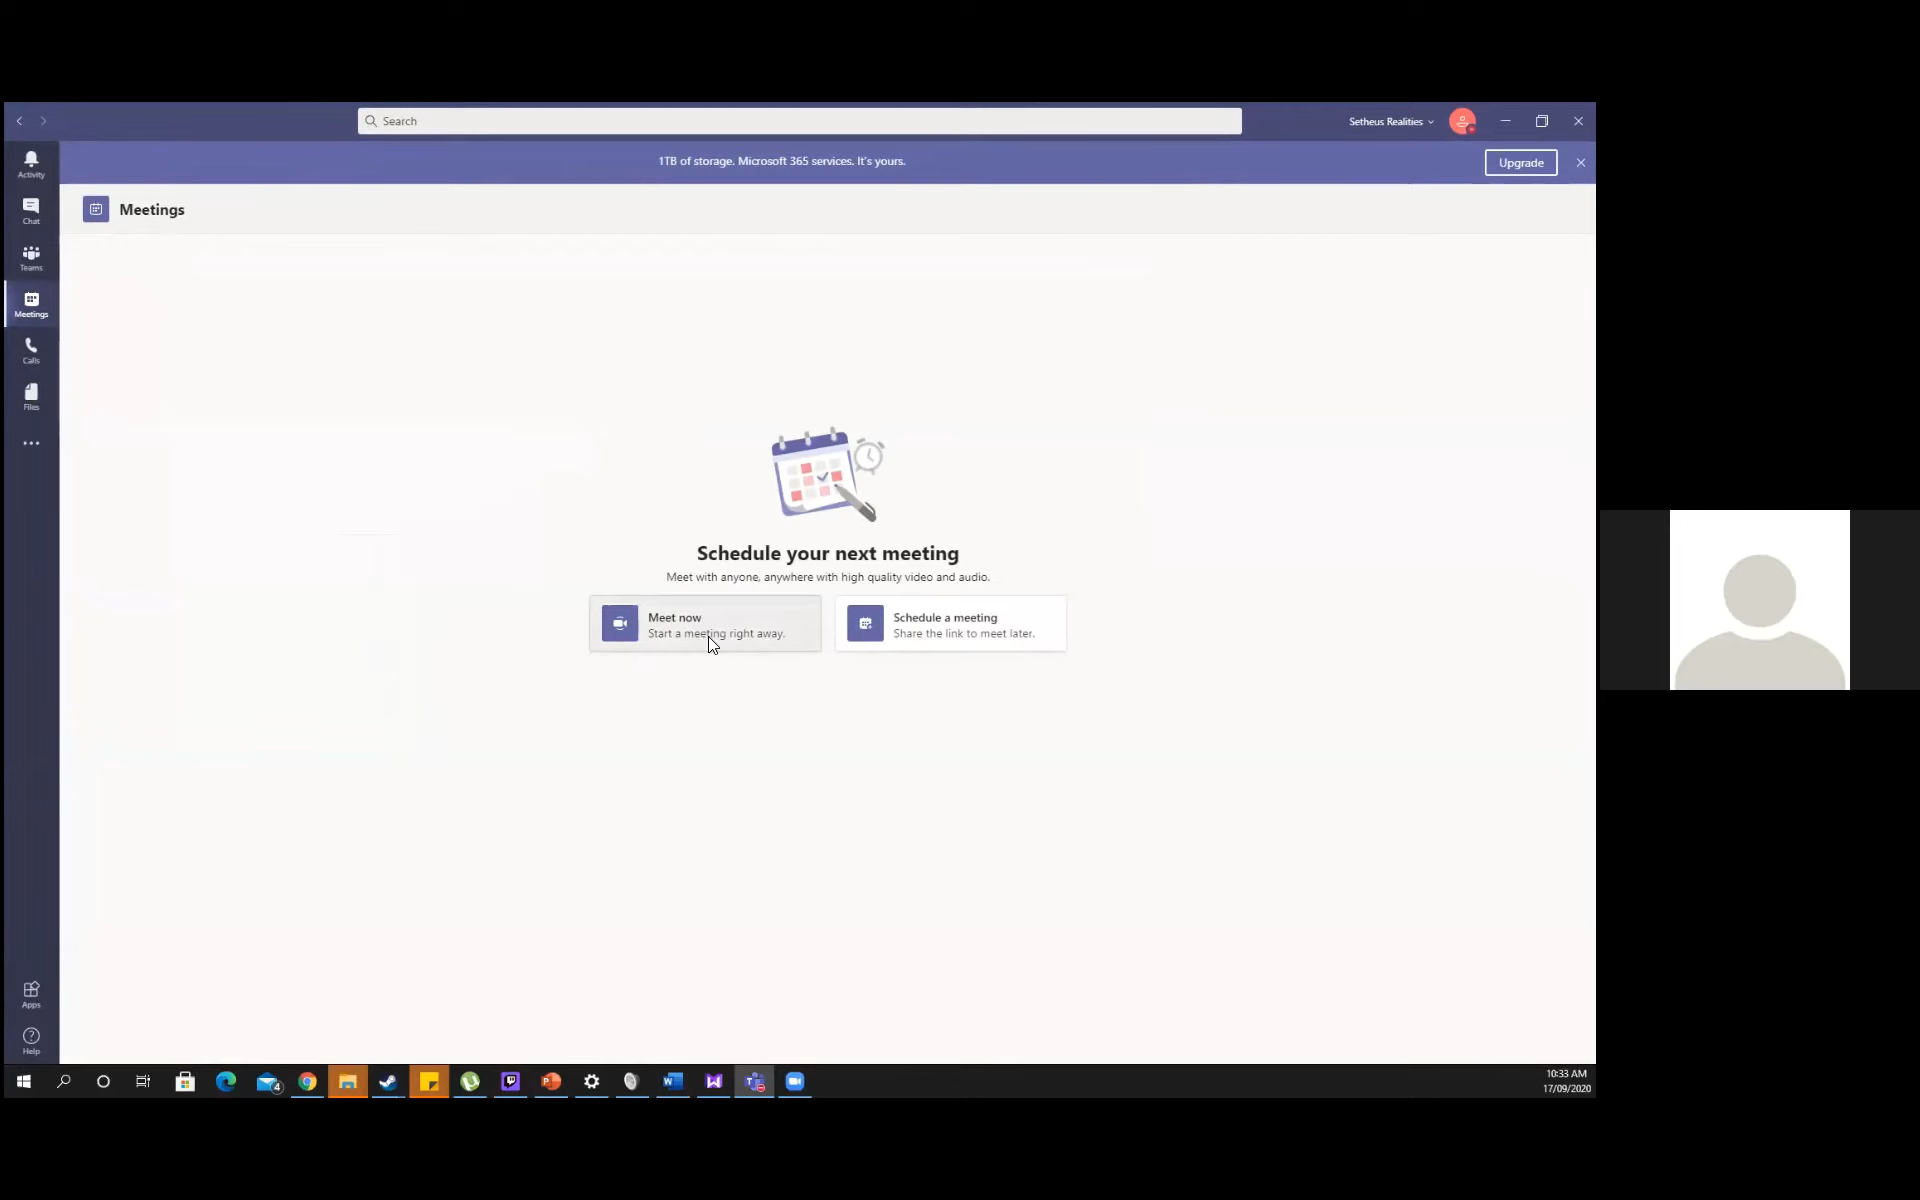 Search
Setheus Realities
1TB of storage. Microsoft 365 services. It's yours.
Upgrade
Activity
Chat
Teams
Meetings
Calls
Files
Meetings
Schedule your next meeting
Meet with anyone, anywhere with high quality video and audio.
Meet now
Start a meeting right away.
Schedule a meeting
Share the link to meet later.
Apps
Help
4
10:33 AM
17/09/2020